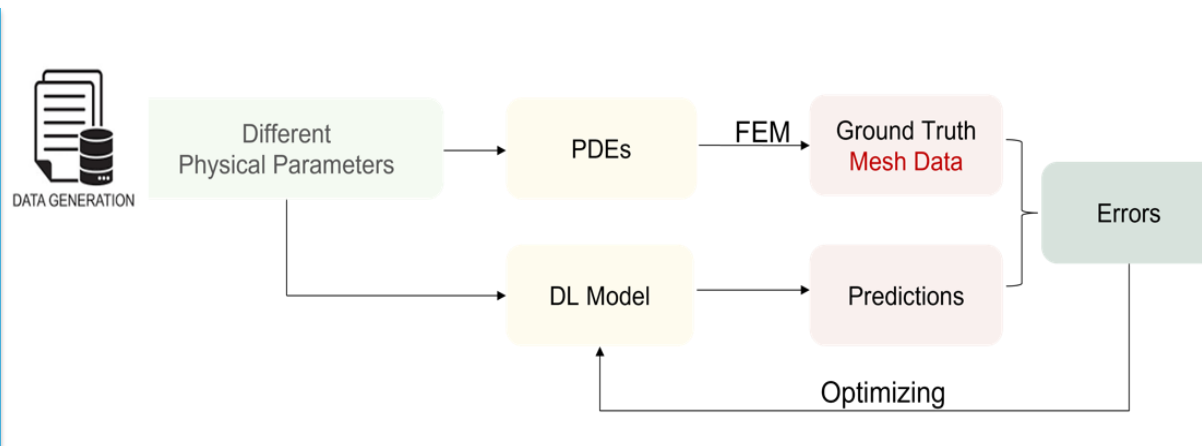 DATA GENERATION
Different
Physical Parameters
PDEs
FEM
Ground Truth
Mesh Data
Errors
DL Model
Predictions
Optimizing